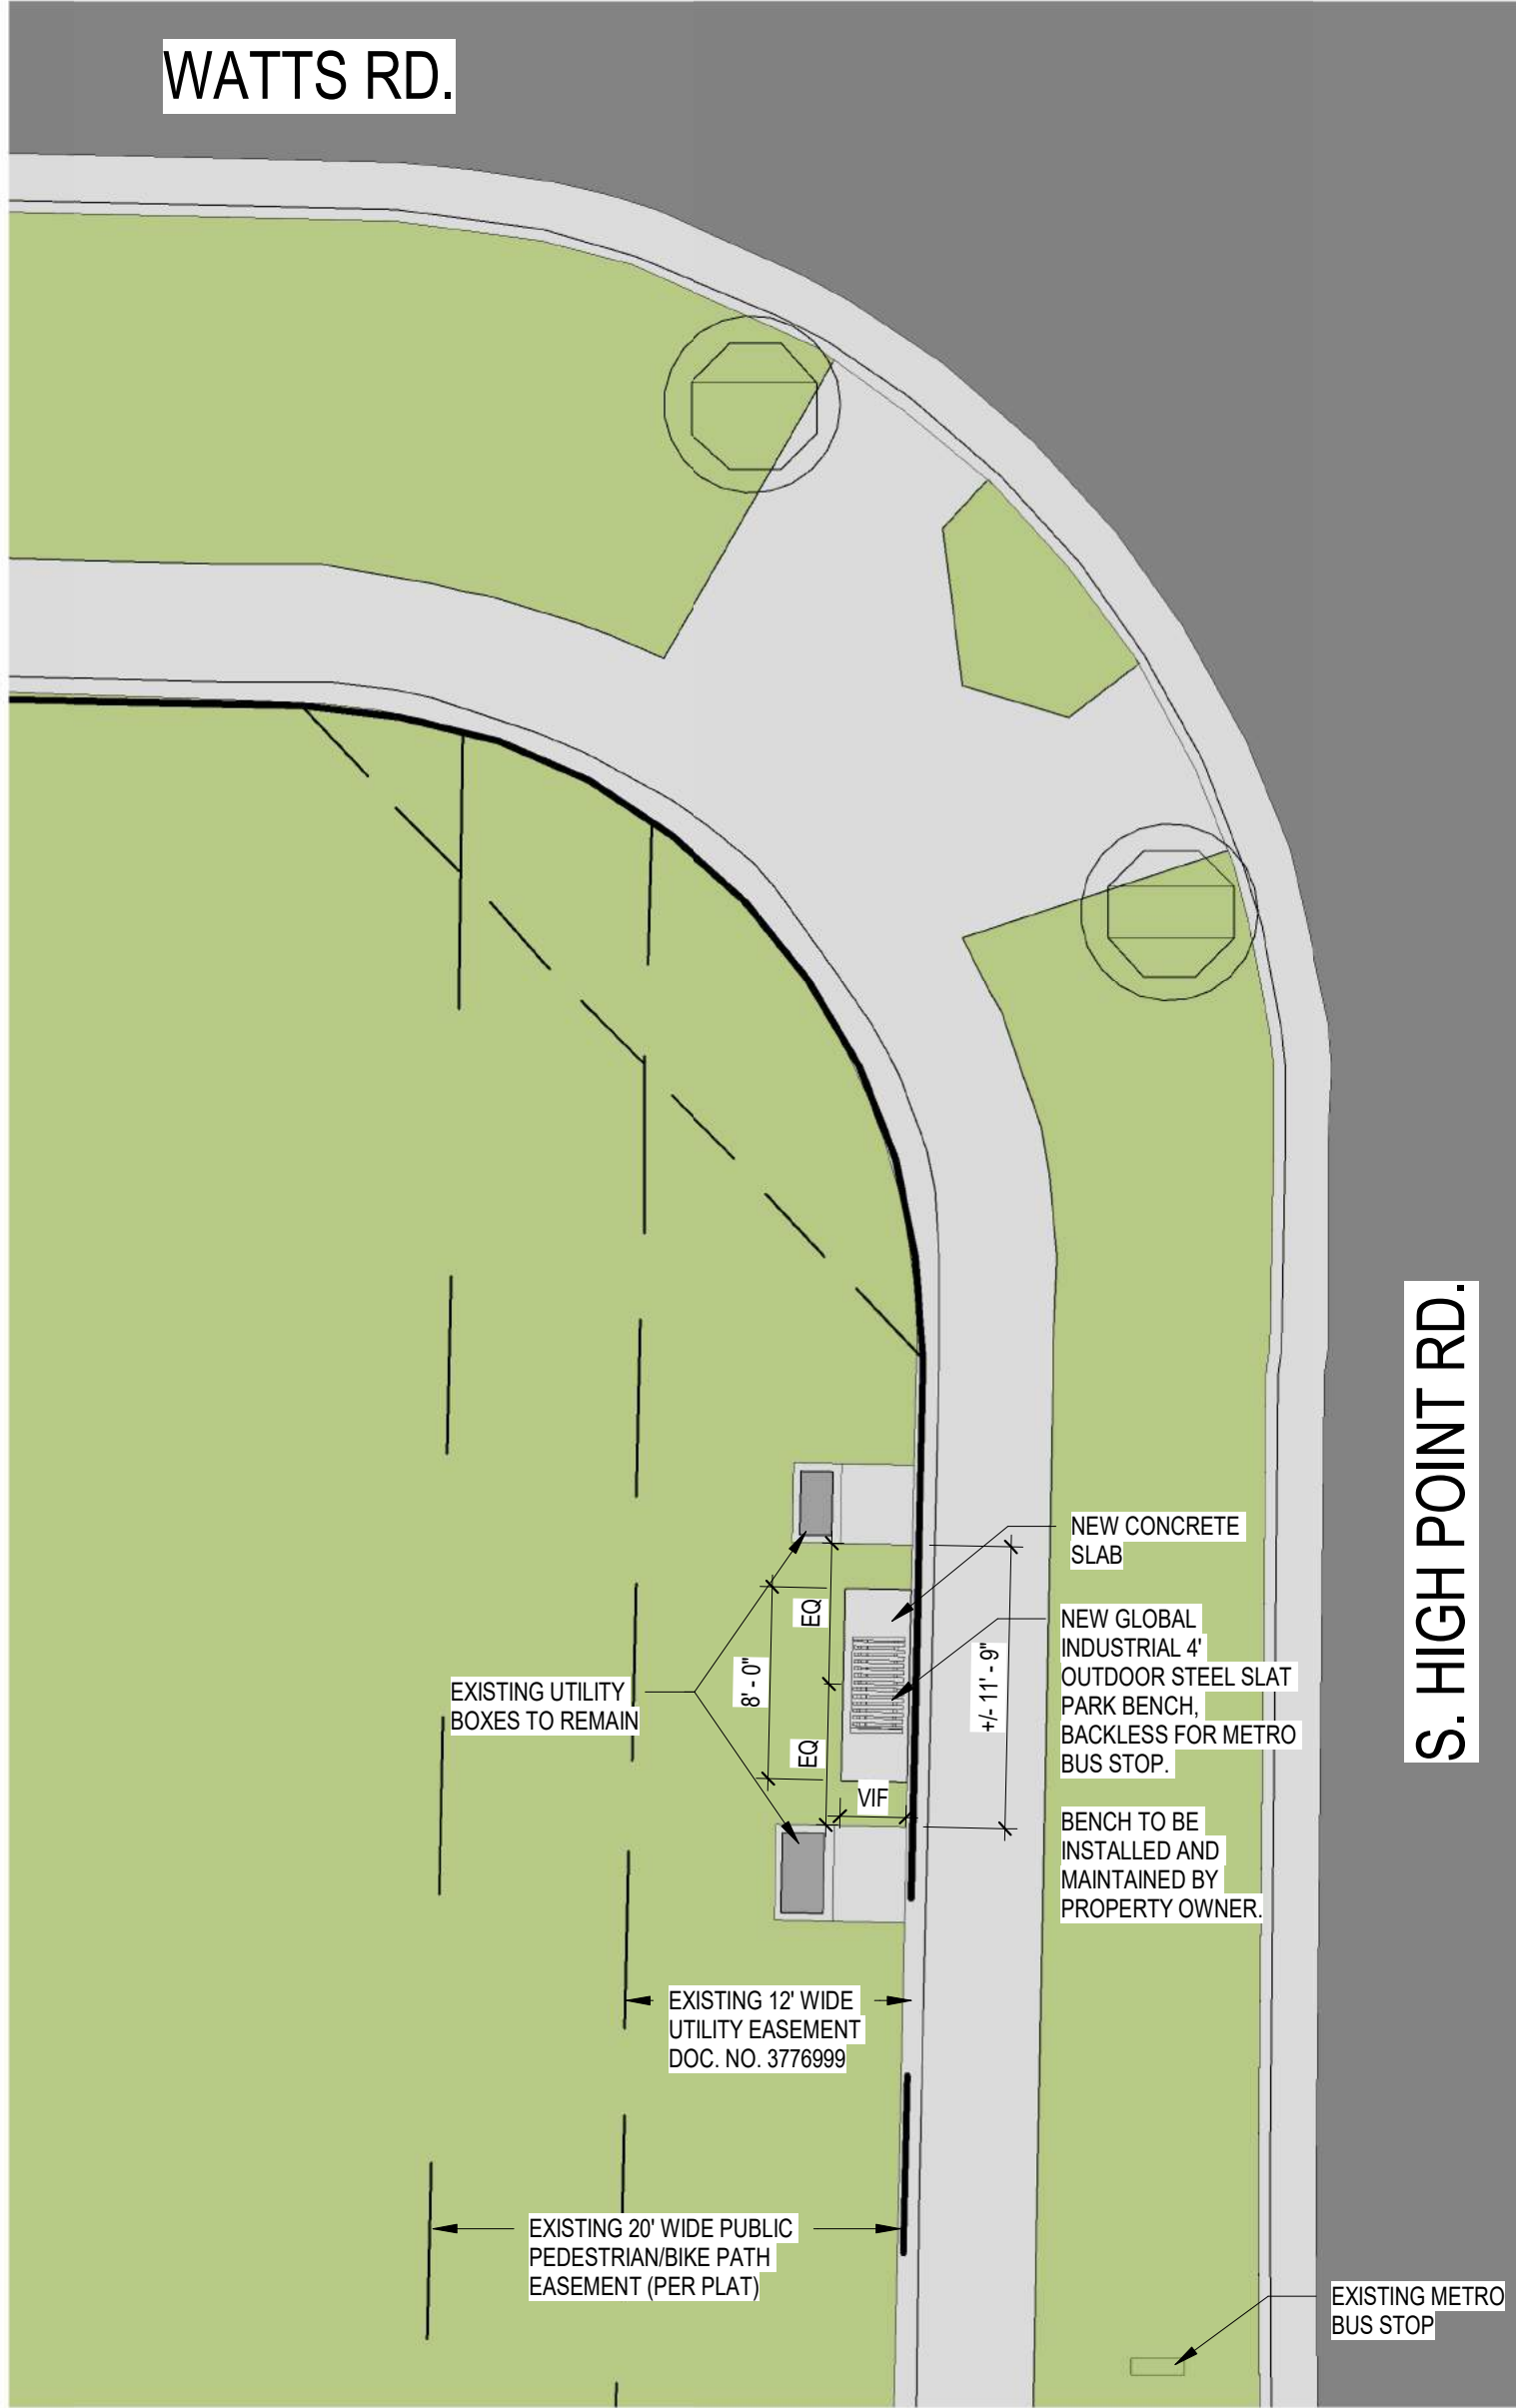 WATTS RD.
S. HIGH POINT RD.
NEW CONCRETE
SLAB
EQ
8' - 0"
EQ
VIF
+/- 11' - 9"
NEW GLOBAL
INDUSTRIAL 4'
OUTDOOR STEEL SLAT
PARK BENCH,
BACKLESS FOR METRO
BUS STOP.
BENCH TO BE
INSTALLED AND
MAINTAINED BY
PROPERTY OWNER.
EXISTING UTILITY
BOXES TO REMAIN
EXISTING 12' WIDE
UTILITY EASEMENT
DOC. NO. 3776999
EXISTING 20' WIDE PUBLIC
PEDESTRIAN/BIKE PATH
EASEMENT (PER PLAT)
EXISTING METRO
BUS STOP